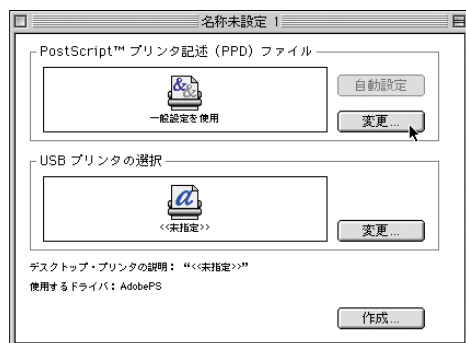 名称未設定 1
PostScript™ プリンタ記述（PPD）ファイル
自動設定
一般設定を使用
変更...
USB プリンタの選択
<<未指定>>
変更...
デスクトップ・プリンタの説明： “<<未指定>>”
使用するドライバ：AdobePS
作成...